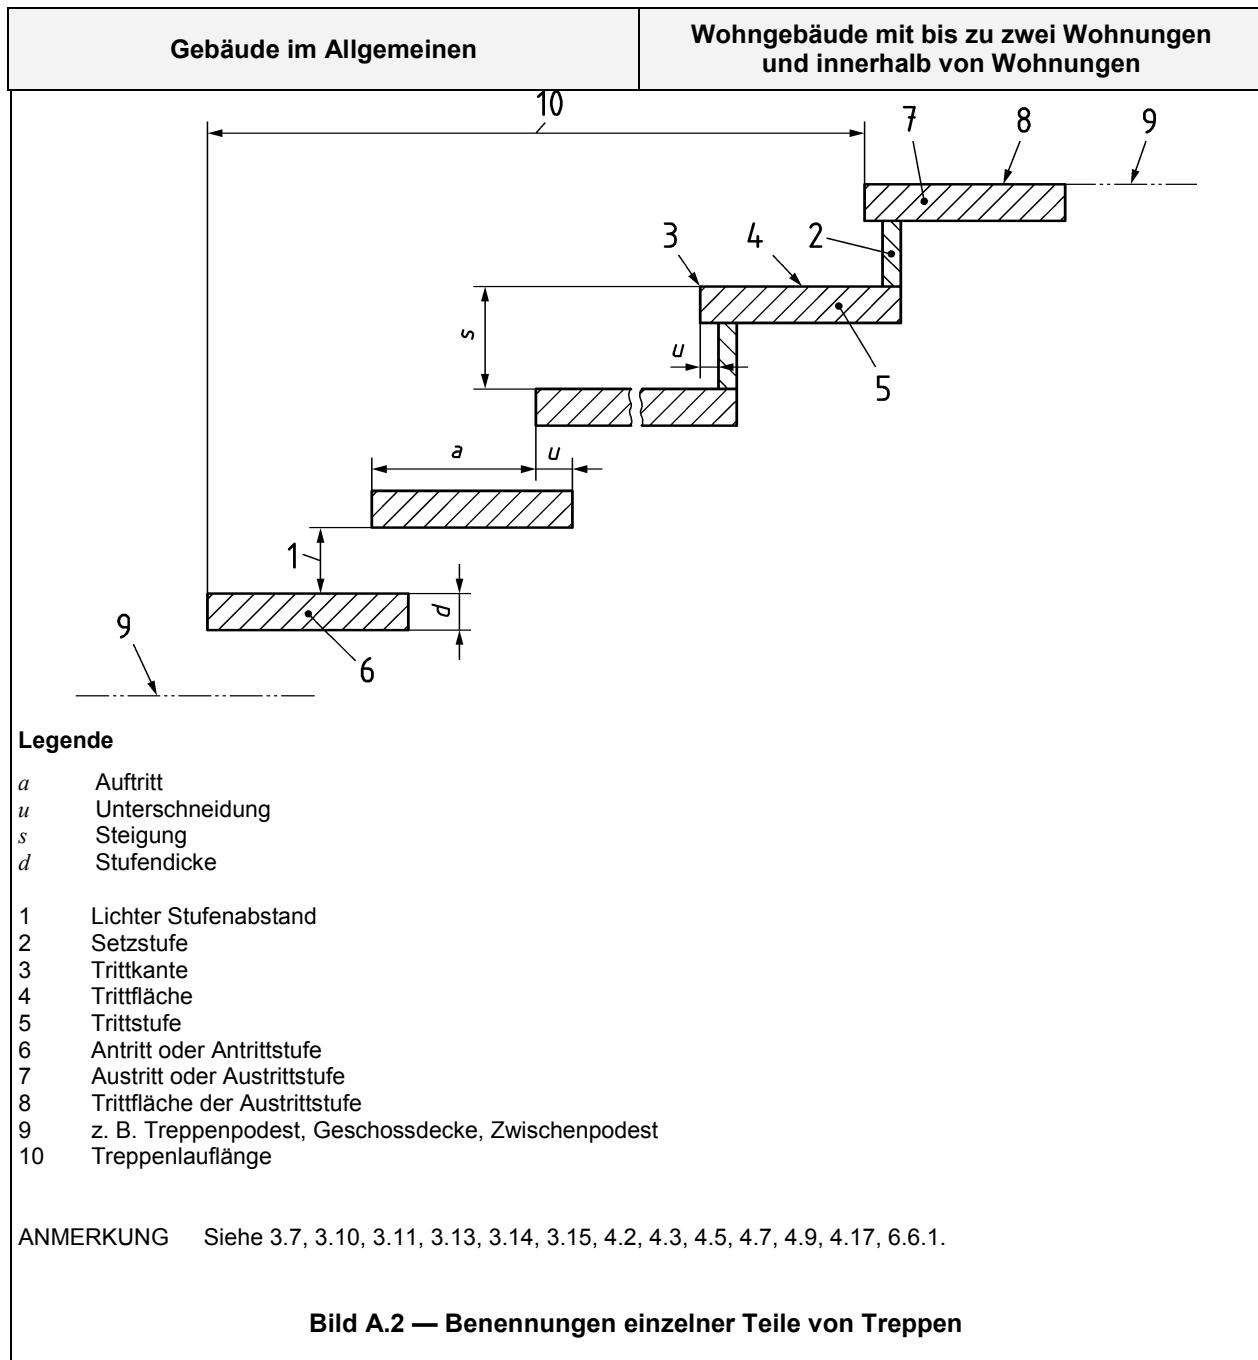 Gebäude im Allgemeinen
Wohngebäude mit bis zu zwei Wohnungen
und innerhalb von Wohnungen
10
7
8
9
3
4
2
s
u
5
a
u
1
d
9
6
Legende
a Auftritt
u Unterschneidung
s Steigung
d Stufendicke
1 Lichter Stufenabstand
2 Setzstufe
3 Trittkante
4 Trittfläche
5 Trittstufe
6 Antritt oder Antrittstufe
7 Austritt oder Austrittstufe
8 Trittfläche der Austrittstufe
9 z. B. Treppenpodest, Geschossdecke, Zwischenpodest
10 Treppenlauflänge
ANMERKUNG Siehe 3.7, 3.10, 3.11, 3.13, 3.14, 3.15, 4.2, 4.3, 4.5, 4.7, 4.9, 4.17, 6.6.1.
Bild A.2 — Benennungen einzelner Teile von Treppen